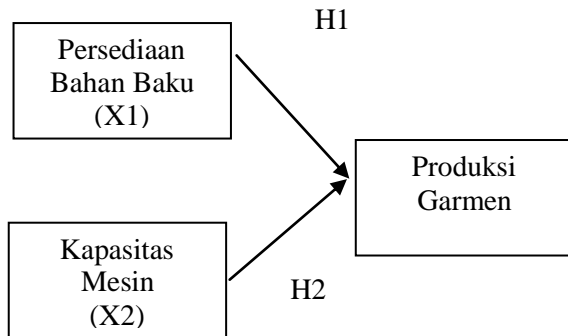 H1
Persediaan
Bahan Baku
(X1)
Produksi
Garmen
Kapasitas
Mesin
(X2)
H2